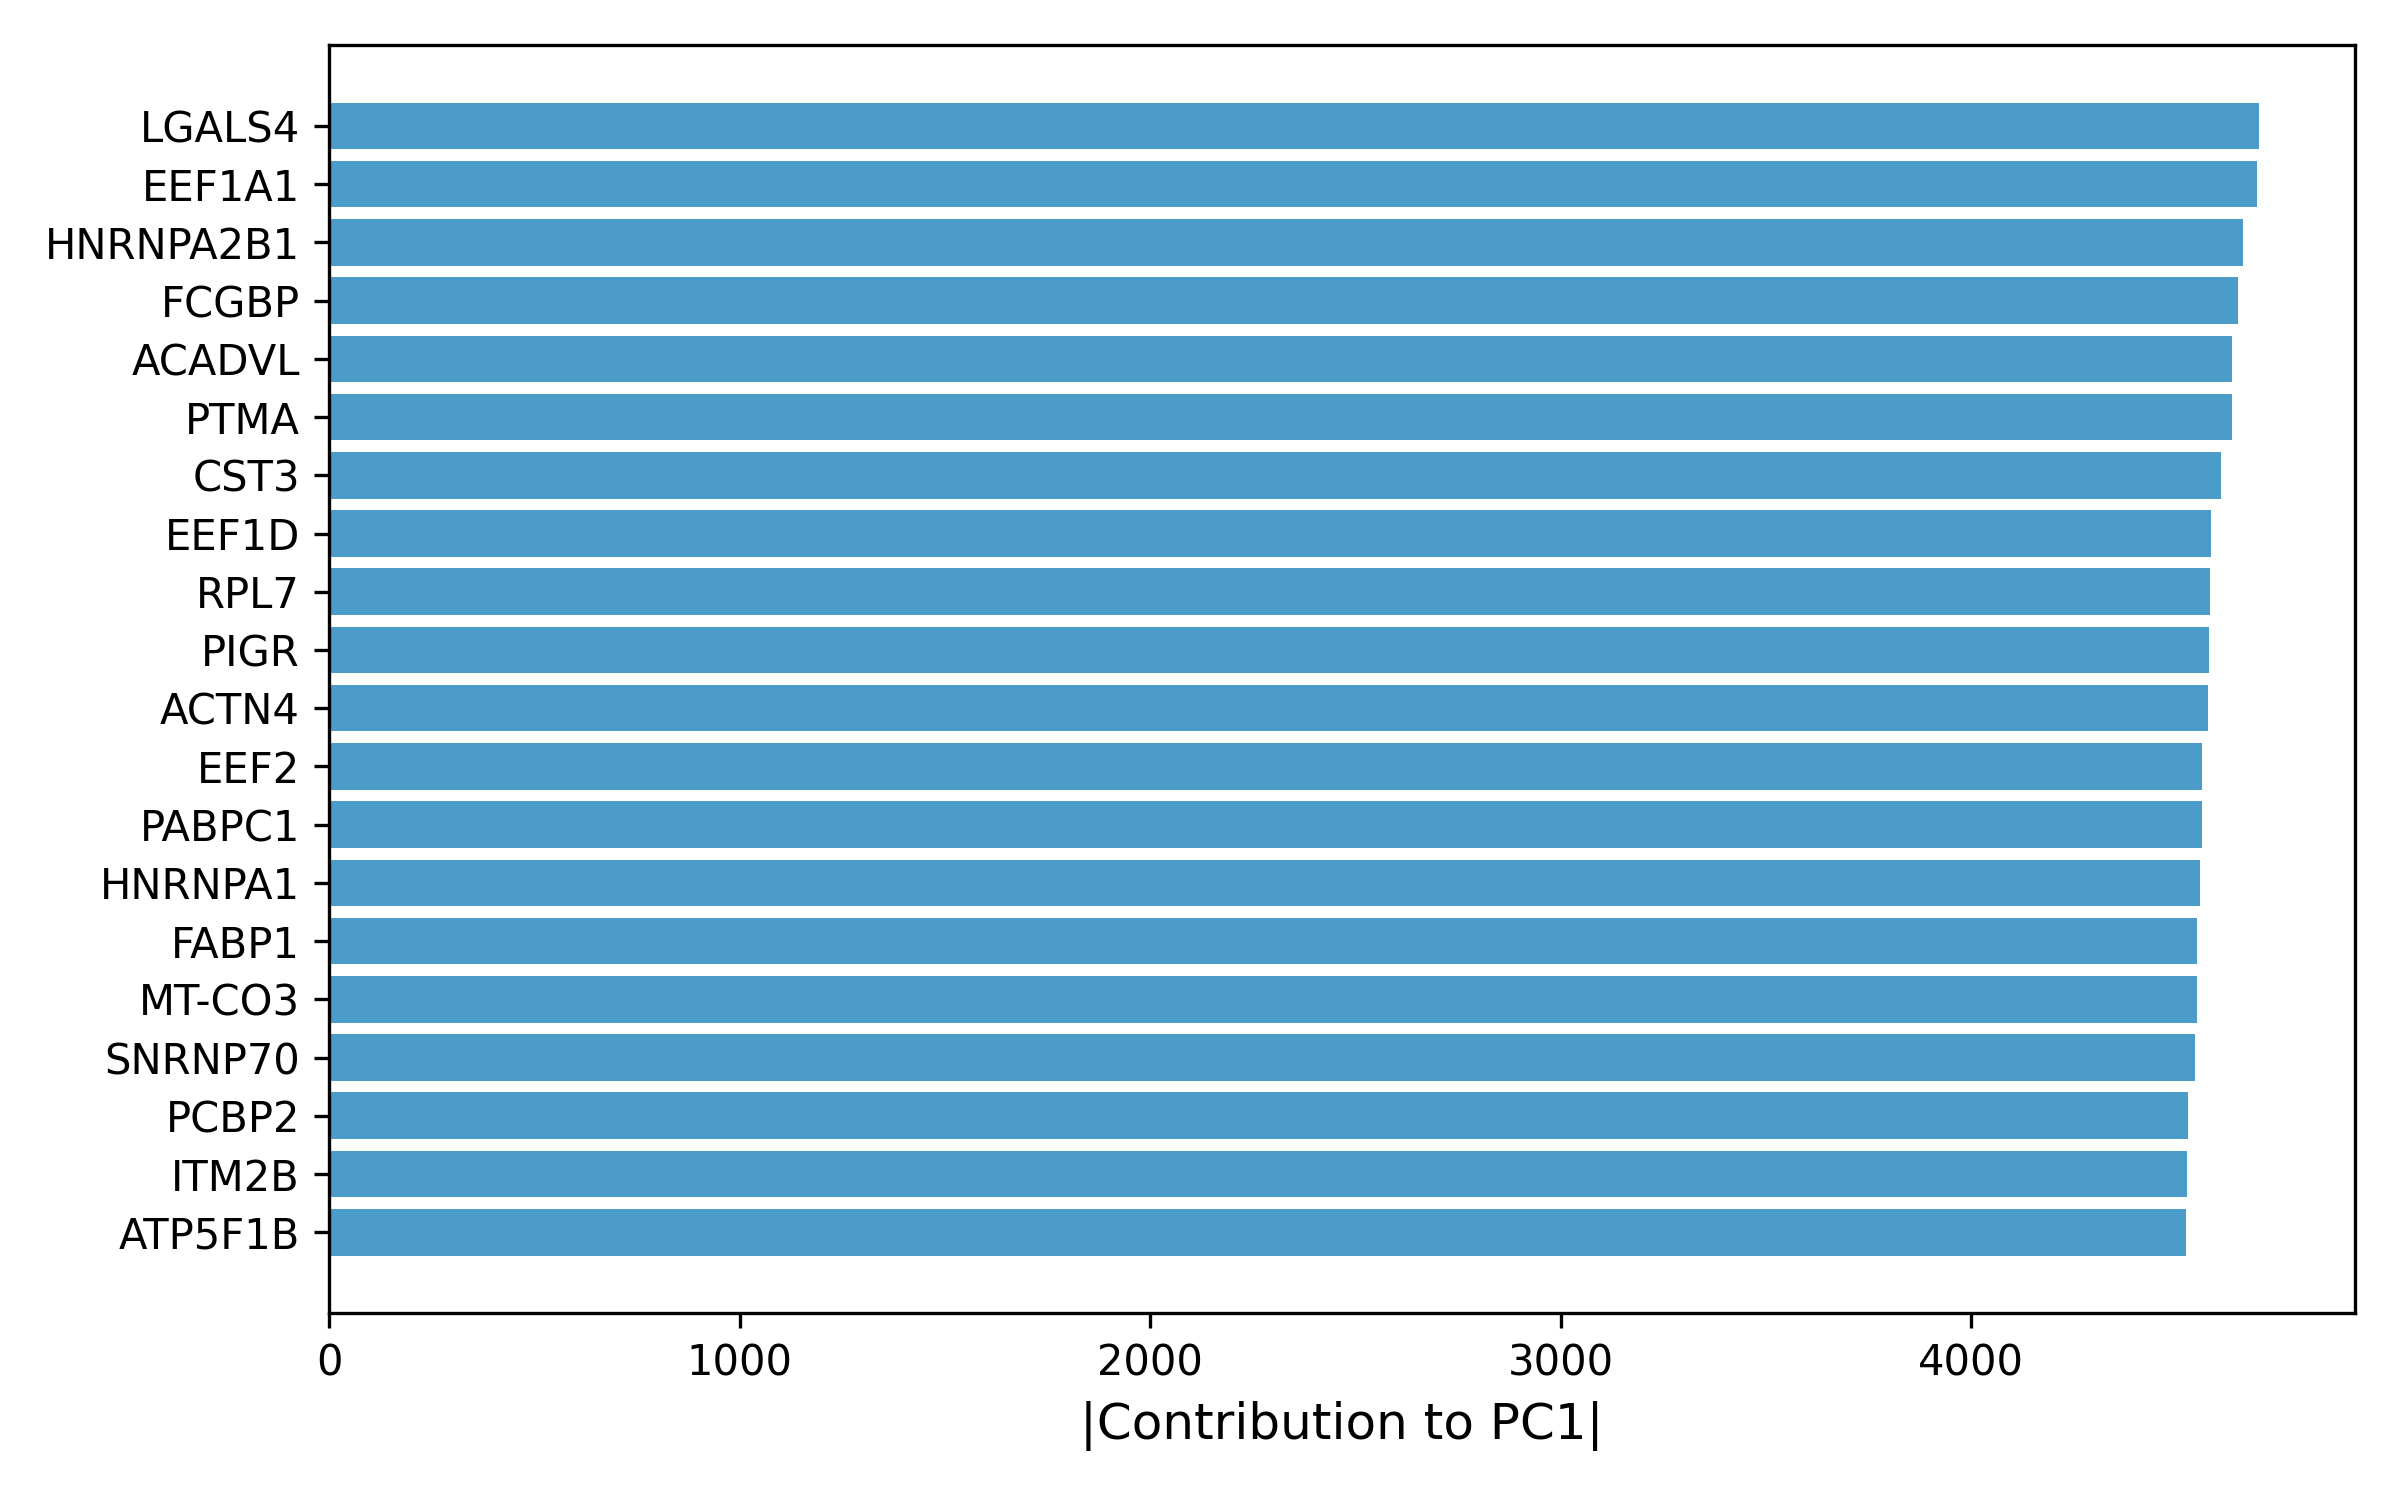 LGALS4
EEF1A1
HNRNPA2B1
FCGBP
ACADVL
PTMA
CST3
EEF1D
RPL7
PIGR
ACTN4
EEF2
PABPC1
HNRNPA1
FABP1
MT-CO3
SNRNP70
PCBP2
ITM2B
ATP5F1B
0 1000 2000 3000 4000
|Contribution to PC1|